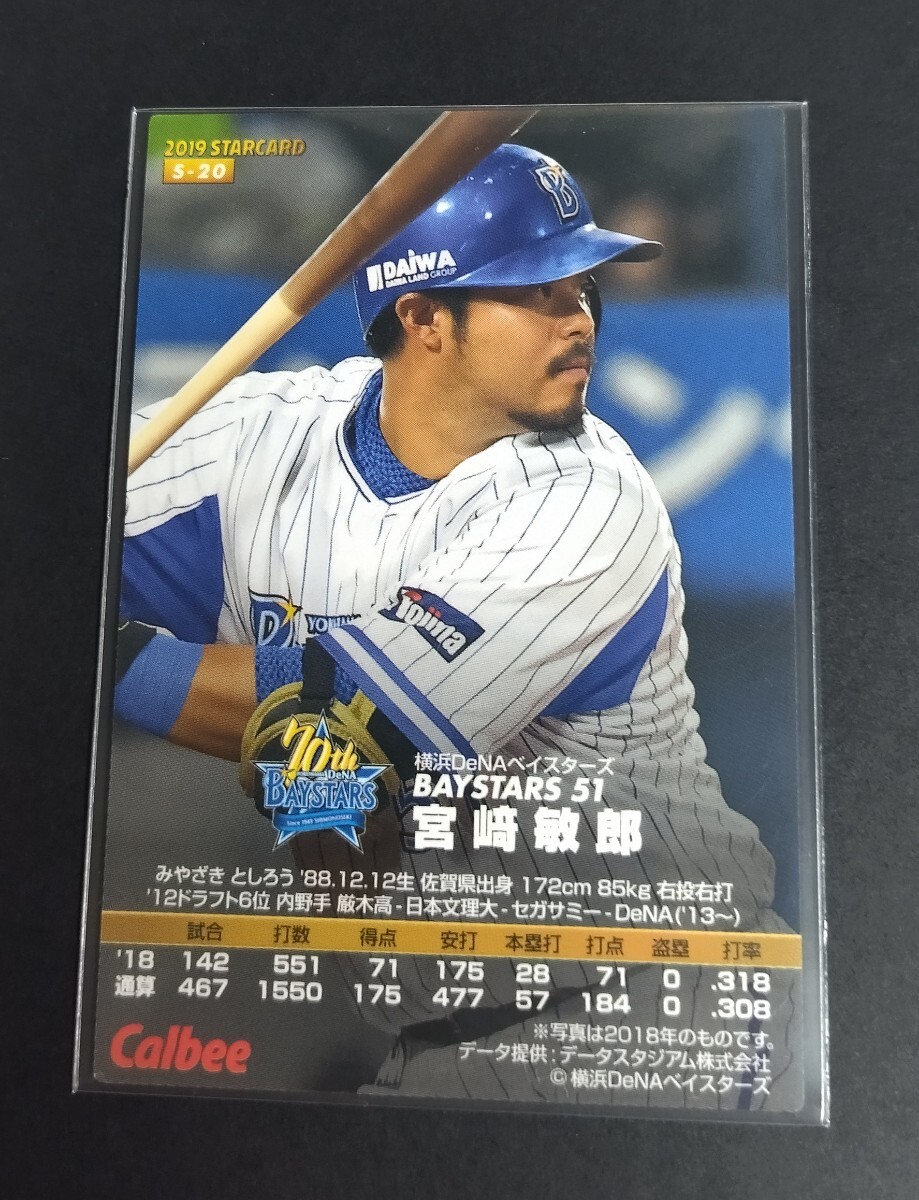 2019 STARCARD
S-20
B
DAIWA
DAIWA LAND GROUP
Tojima
70th
DeNA
BAYSTARS
横浜DeNAベイスターズ
BAYSTARS 51
宮﨑敏郎
みやざき としろう '88.12.12生 佐賀県出身 172cm 85kg 右投右打
'12ドラフト6位 内野手 厳木高-日本文理大-セガサミー-DeNA('13〜)
試合 打数 得点 安打 本塁打 打点 盗塁 打率
'18 142 551 71 175 28 71 0 .318
通算 467 1550 175 477 57 184 0 .308
※写真は2018年のものです。
データ提供:データスタジアム株式会社
©横浜DeNAベイスターズ
Calbee